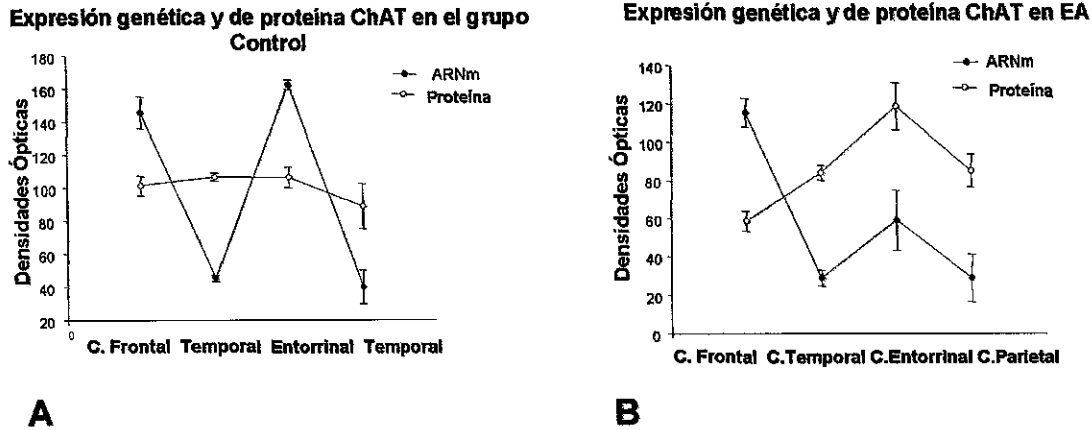 Expresión genética y de proteína ChAT en el grupo
Control
ARNm
Proteína
Densidades Ópticas
180
160
140
120
100
80
60
40
20
0
C. Frontal Temporal Entorrinal Temporal
A
Expresión genética y de proteína ChAT en EA
ARNm
Proteína
Densidades Ópticas
140
120
100
80
60
40
20
0
C. Frontal C.Temporal C.Entorrinal C.Parietal
B